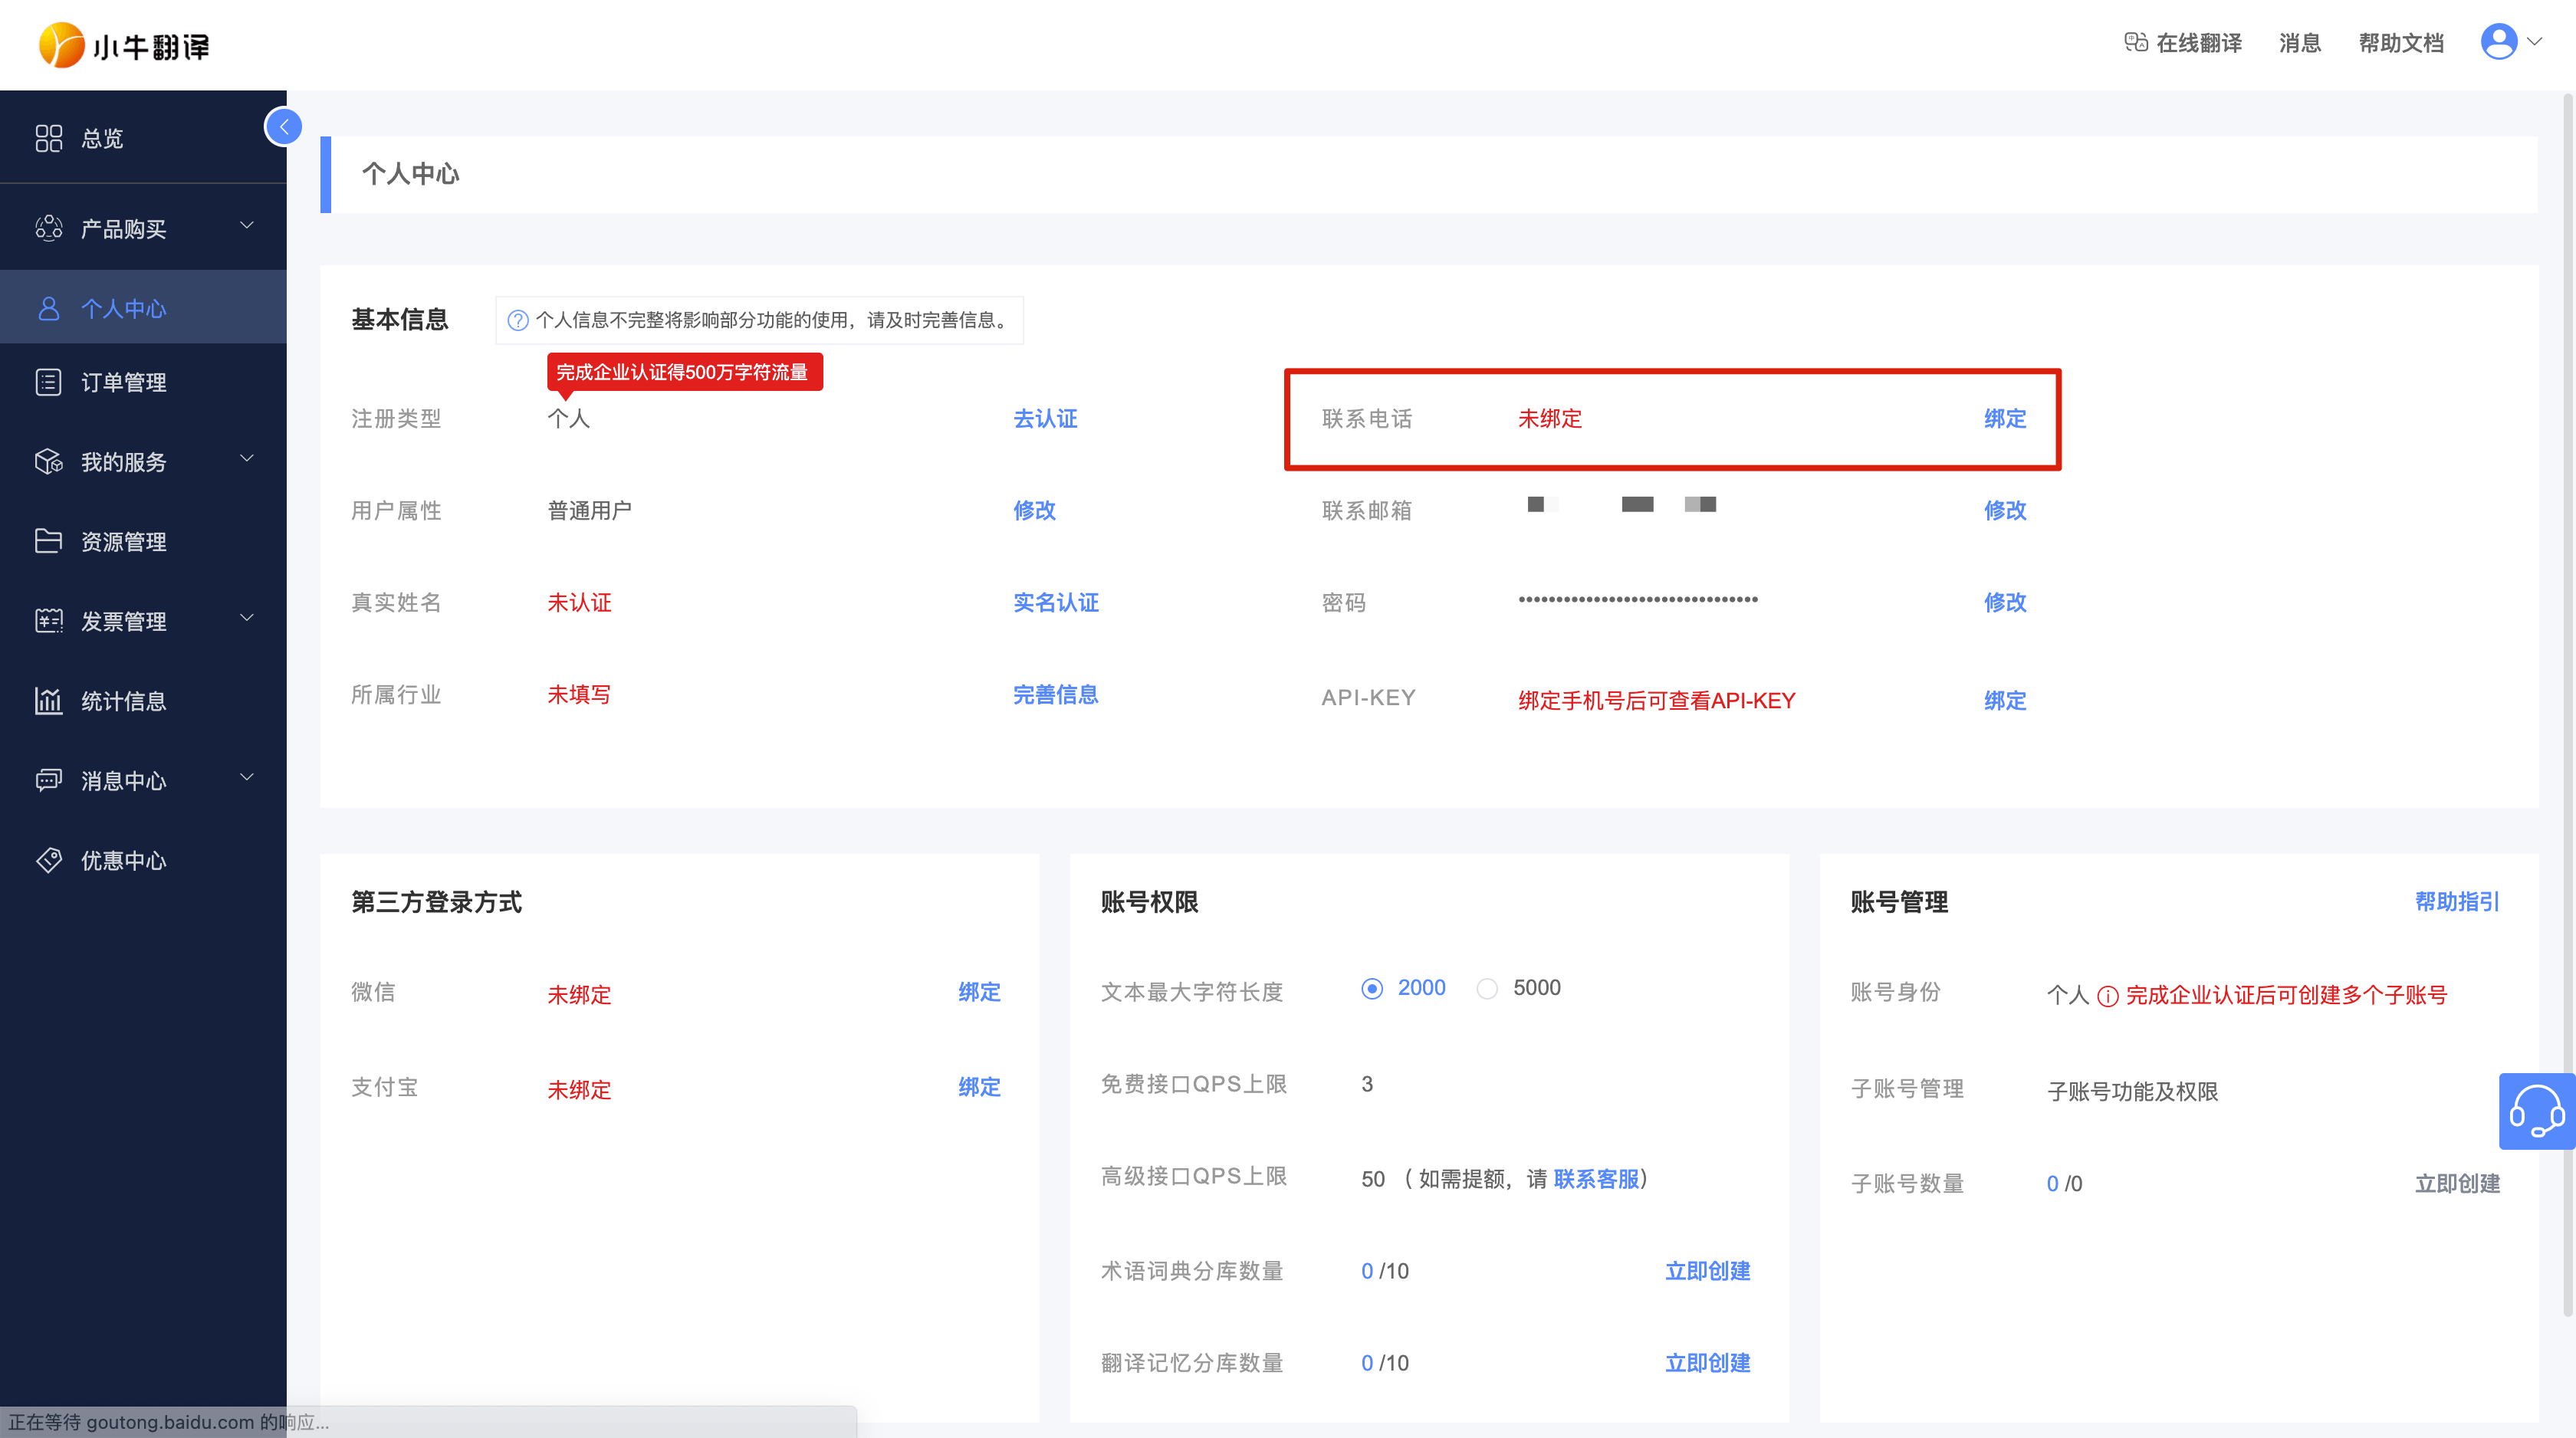 小牛翻译
在线翻译 消息 帮助文档
总览
产品购买
个人中心
订单管理
我的服务
资源管理
发票管理
统计信息
消息中心
优惠中心
个人中心
基本信息 个人信息不完整将影响部分功能的使用，请及时完善信息。
完成企业认证得500万字符流量
注册类型 个人 去认证 联系电话 未绑定 绑定
用户属性 普通用户 修改 联系邮箱 修改
真实姓名 未认证 实名认证 密码 •••••••••••••••••••••••••••••••• 修改
所属行业 未填写 完善信息 API-KEY 绑定手机号后可查看API-KEY 绑定
第三方登录方式
微信 未绑定 绑定
支付宝 未绑定 绑定
账号权限
文本最大字符长度 2000 5000
免费接口QPS上限 3
高级接口QPS上限 50 （如需提额，请 联系客服）
术语词典分库数量 0 /10 立即创建
翻译记忆分库数量 0 /10 立即创建
账号管理 帮助指引
账号身份 个人 完成企业认证后可创建多个子账号
子账号管理 子账号功能及权限
子账号数量 0 /0 立即创建
正在等待 goutong.baidu.com 的响应...